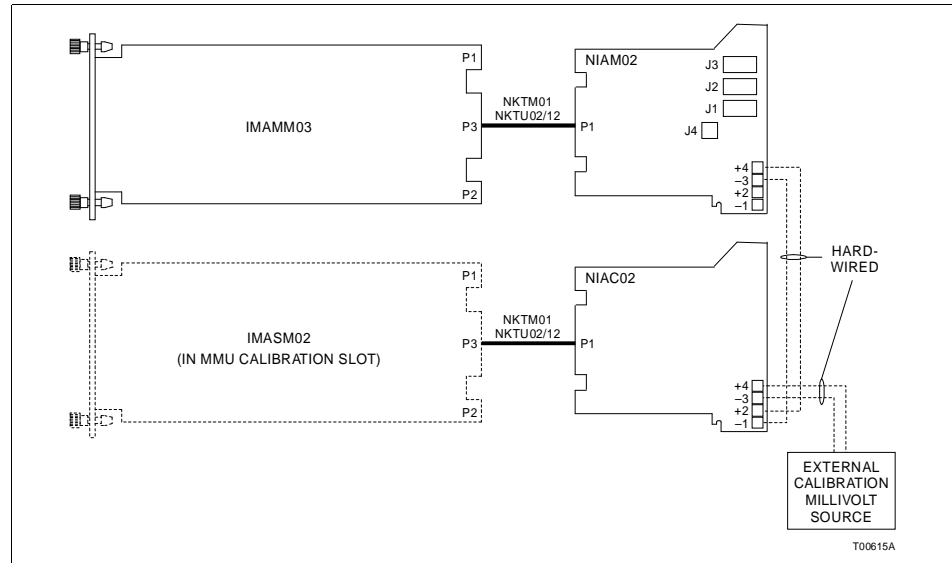 P1
NIAM02
J3
J2
NKTM01
NKTU02/12
J1
IMAMM03
P3
P1
J4
+4
–3
P2
+2
–1
HARD-
WIRED
P1
NIAC02
NKTM01
NKTU02/12
IMASM02
(IN MMU CALIBRATION SLOT)
P3
P1
+4
–3
P2
+2
–1
EXTERNAL
CALIBRATION
MILLIVOLT
SOURCE
T00615A